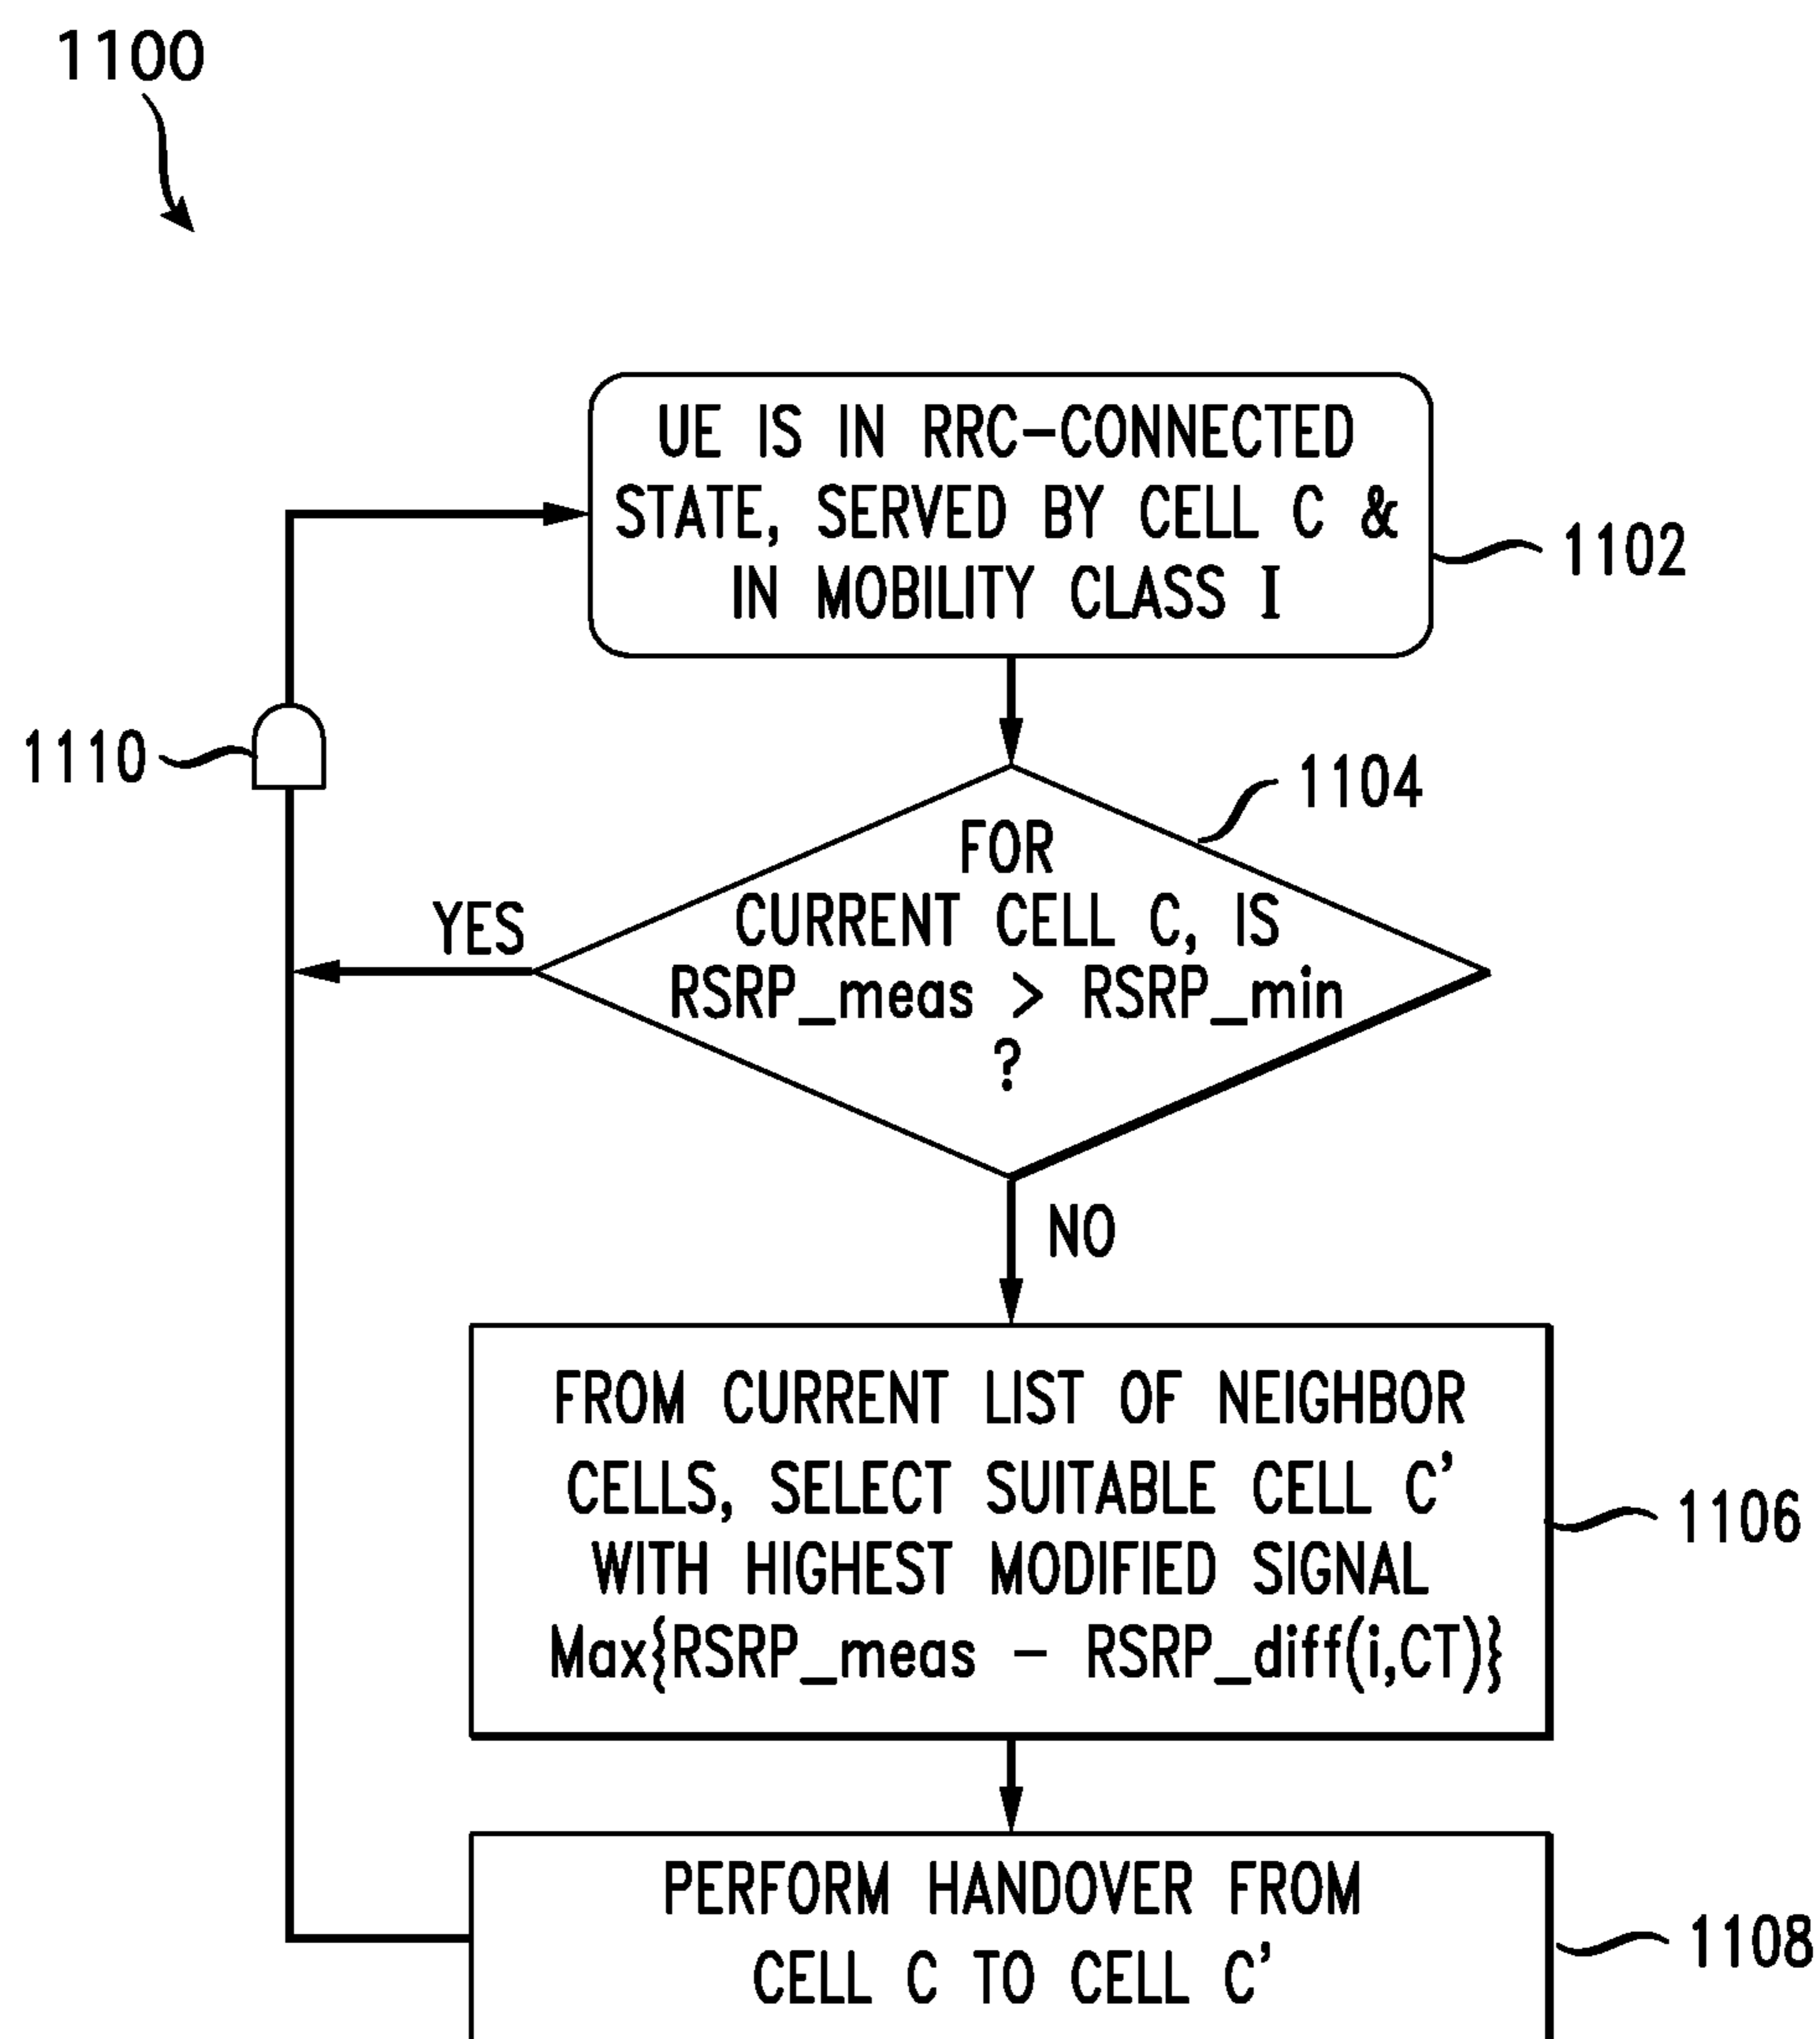 1100
UE IS IN RRC-CONNECTED
STATE, SERVED BY CELL C &
IN MOBILITY CLASS I
1102
1110
1104
FOR
CURRENT CELL C, IS
RSRP_meas > RSRP_min
?
YES
NO
FROM CURRENT LIST OF NEIGHBOR
CELLS, SELECT SUITABLE CELL C'
WITH HIGHEST MODIFIED SIGNAL
Max{RSRP_meas - RSRP_diff(i,CT)}
1106
PERFORM HANDOVER FROM
CELL C TO CELL C'
1108